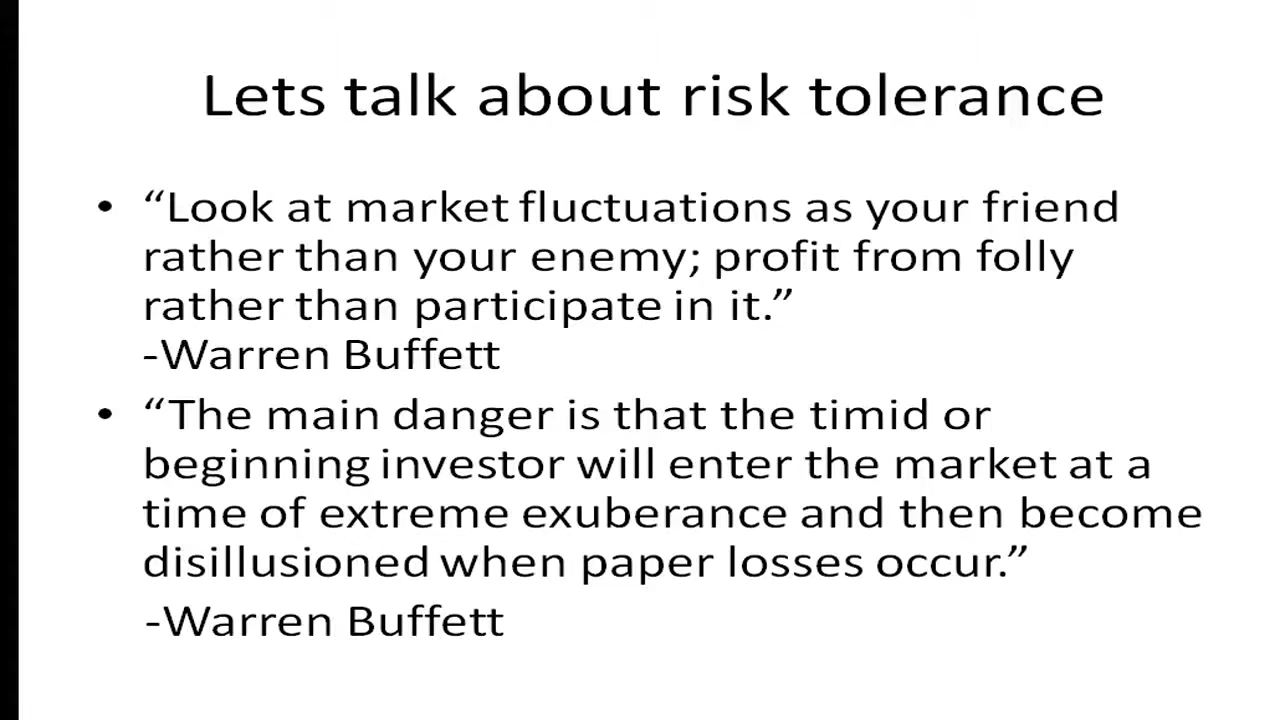 Lets talk about risk tolerance
• “Look at market fluctuations as your friend
rather than your enemy; profit from folly
rather than participate in it.”
-Warren Buffett
• “The main danger is that the timid or
beginning investor will enter the market at a
time of extreme exuberance and then become
disillusioned when paper losses occur.”
-Warren Buffett